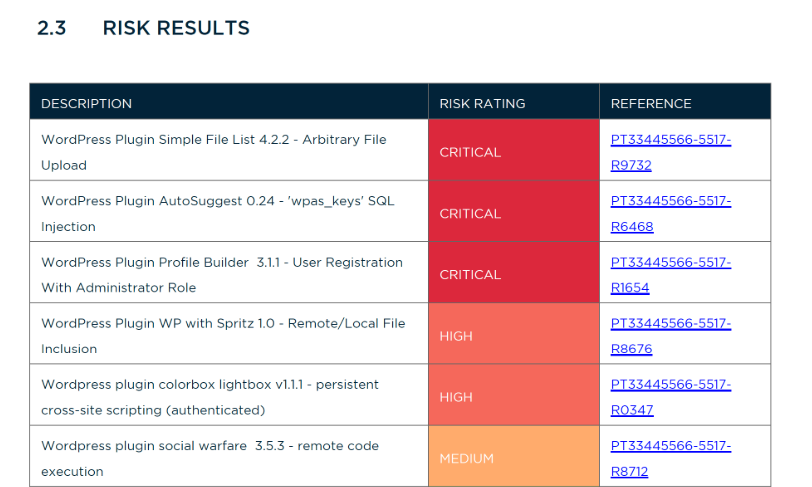 2.3 RISK RESULTS
DESCRIPTION RISK RATING REFERENCE
WordPress Plugin Simple File List 4.2.2 - Arbitrary File
Upload
CRITICAL
PT33445566-5517-
R9732
WordPress Plugin AutoSuggest 0.24 - 'wpas_keys' SQL
Injection
CRITICAL
PT33445566-5517-
R6468
WordPress Plugin Profile Builder  3.1.1 - User Registration
With Administrator Role
CRITICAL
PT33445566-5517-
R1654
WordPress Plugin WP with Spritz 1.0 - Remote/Local File
Inclusion
HIGH
PT33445566-5517-
R8676
Wordpress plugin colorbox lightbox v1.1.1 - persistent
cross-site scripting (authenticated)
HIGH
PT33445566-5517-
R0347
Wordpress plugin social warfare  3.5.3 - remote code
execution
MEDIUM
PT33445566-5517-
R8712